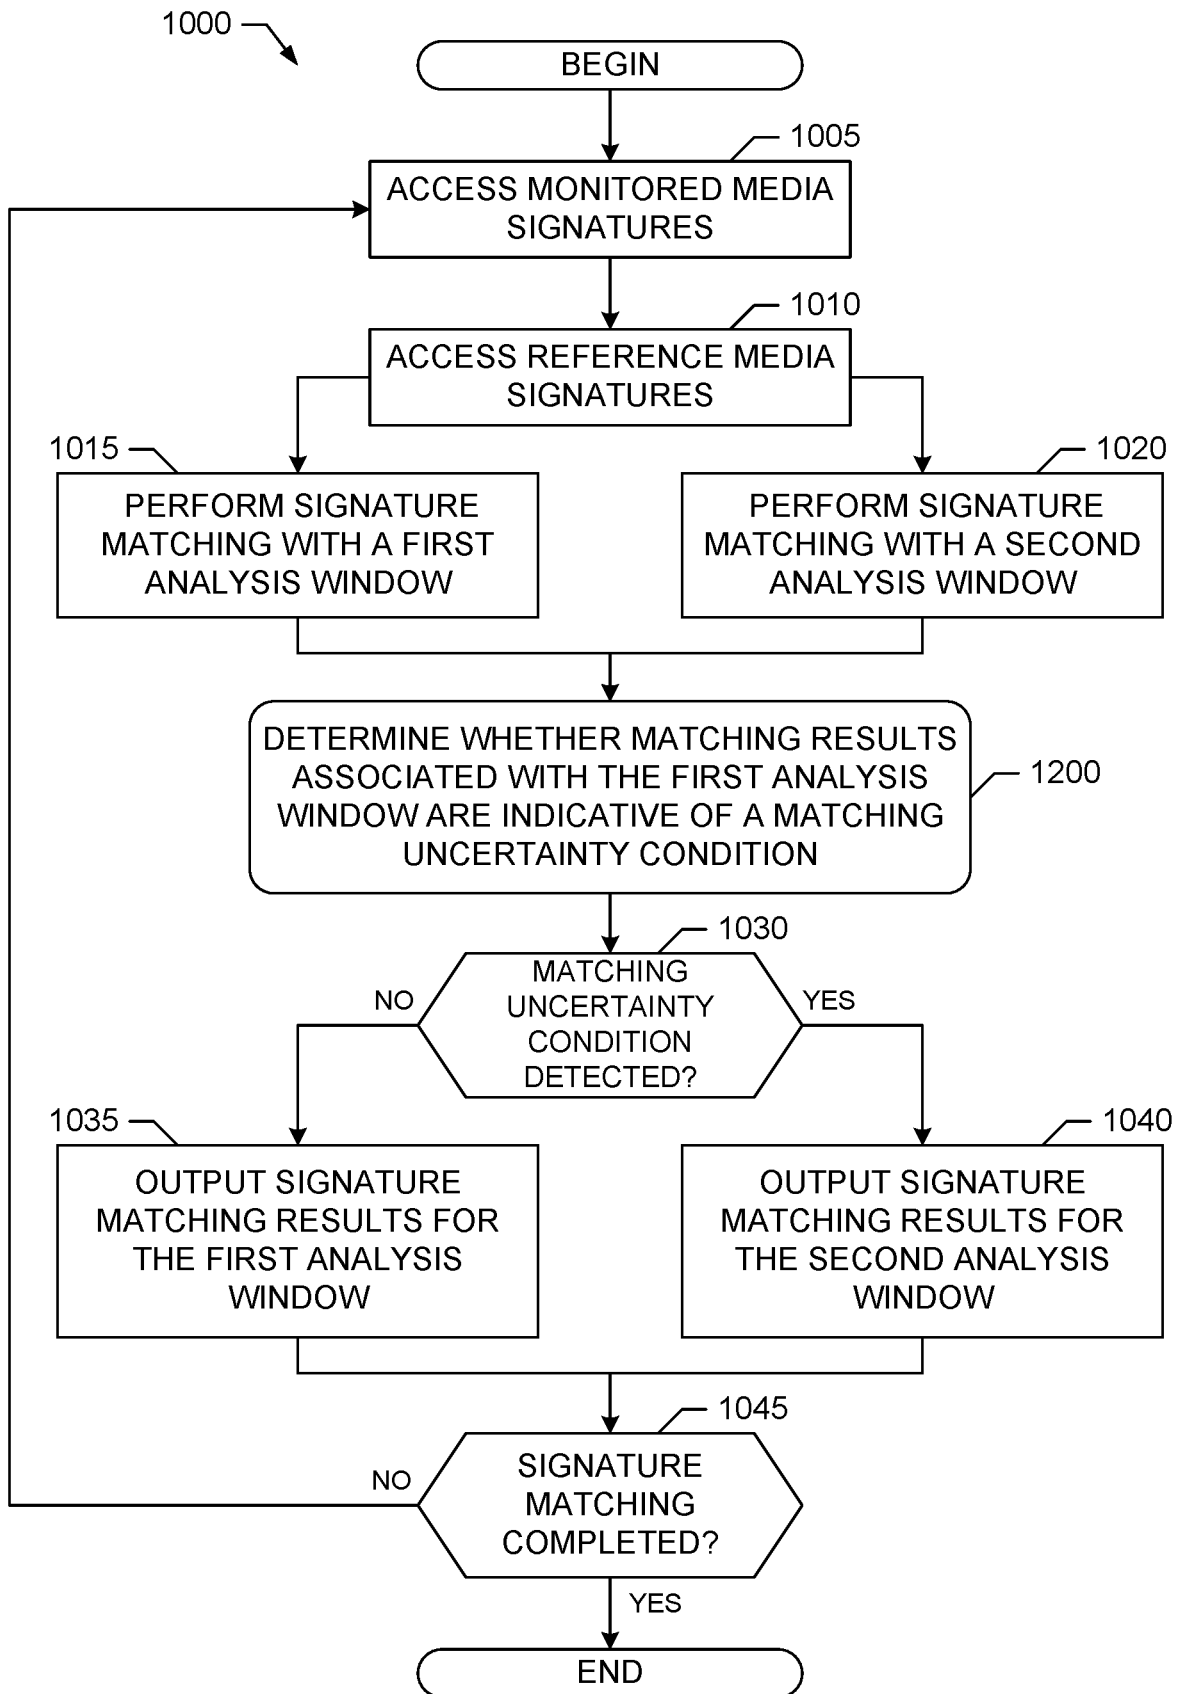 1000
BEGIN
1005
ACCESS MONITORED MEDIA
SIGNATURES
1010
ACCESS REFERENCE MEDIA
SIGNATURES
1015
PERFORM SIGNATURE
MATCHING WITH A FIRST
ANALYSIS WINDOW
1020
PERFORM SIGNATURE
MATCHING WITH A SECOND
ANALYSIS WINDOW
DETERMINE WHETHER MATCHING RESULTS
ASSOCIATED WITH THE FIRST ANALYSIS
WINDOW ARE INDICATIVE OF A MATCHING
UNCERTAINTY CONDITION
1200
1030
MATCHING
UNCERTAINTY
CONDITION
DETECTED?
NO
YES
1035
OUTPUT SIGNATURE
MATCHING RESULTS FOR
THE FIRST ANALYSIS
WINDOW
1040
OUTPUT SIGNATURE
MATCHING RESULTS FOR
THE SECOND ANALYSIS
WINDOW
1045
SIGNATURE
MATCHING
COMPLETED?
NO
YES
END